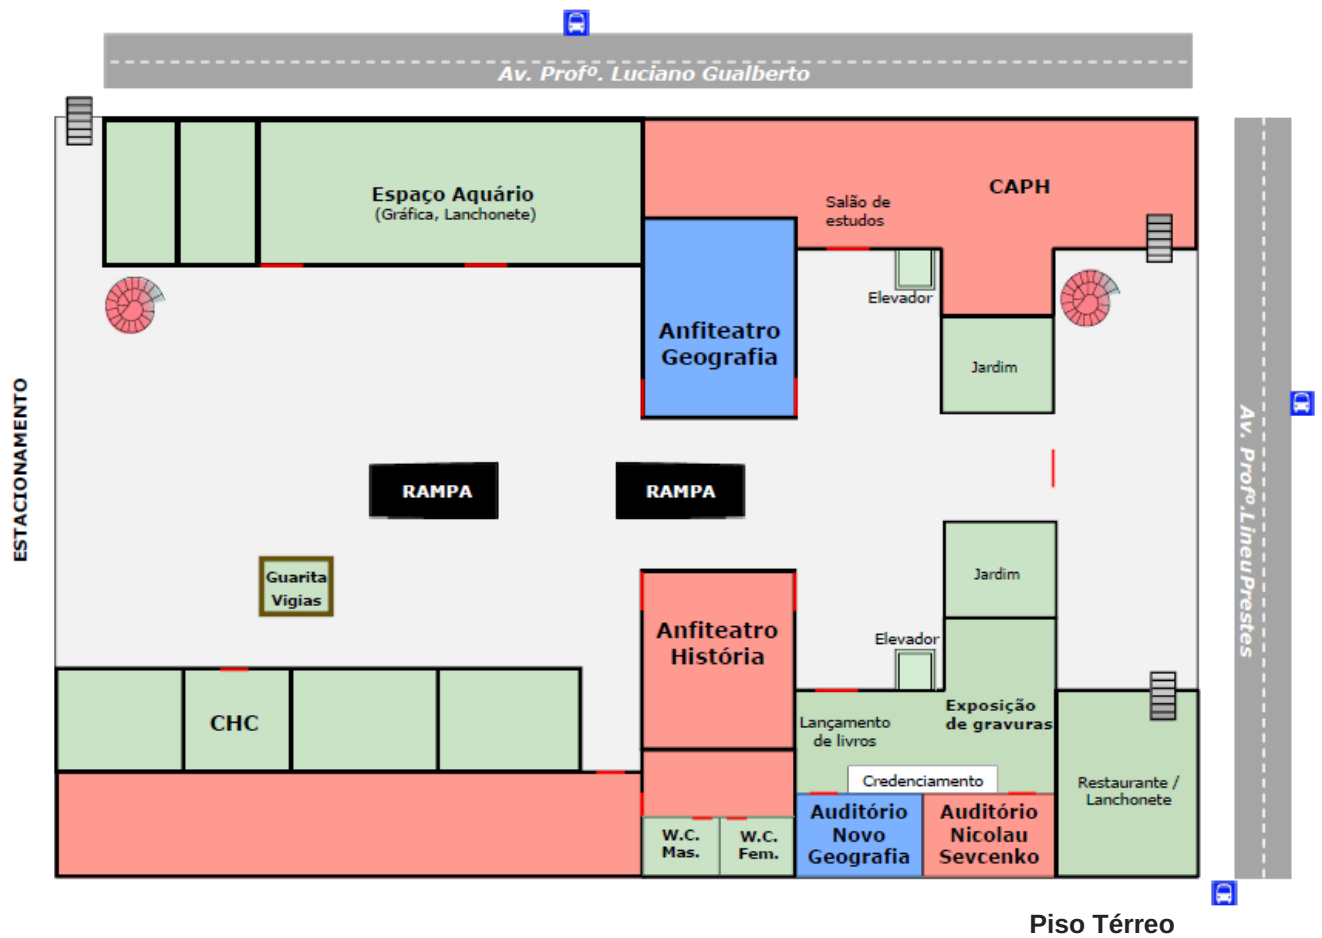 Av. Profº. Luciano Gualberto
Espaço Aquário
(Gráfica, Lanchonete)
CAPH
Salão de
estudos
Elevador
Anfiteatro
Geografia
Jardim
ESTACIONAMENTO
RAMPA
RAMPA
Av. Profº.LineuPrestes
Guarita
Vigias
Jardim
Anfiteatro
História
Elevador
CHC
Lançamento
de livros
Exposição
de gravuras
Credenciamento
Restaurante /
Lanchonete
W.C.
Mas.
W.C.
Fem.
Auditório
Novo
Geografia
Auditório
Nicolau
Sevcenko
Piso Térreo